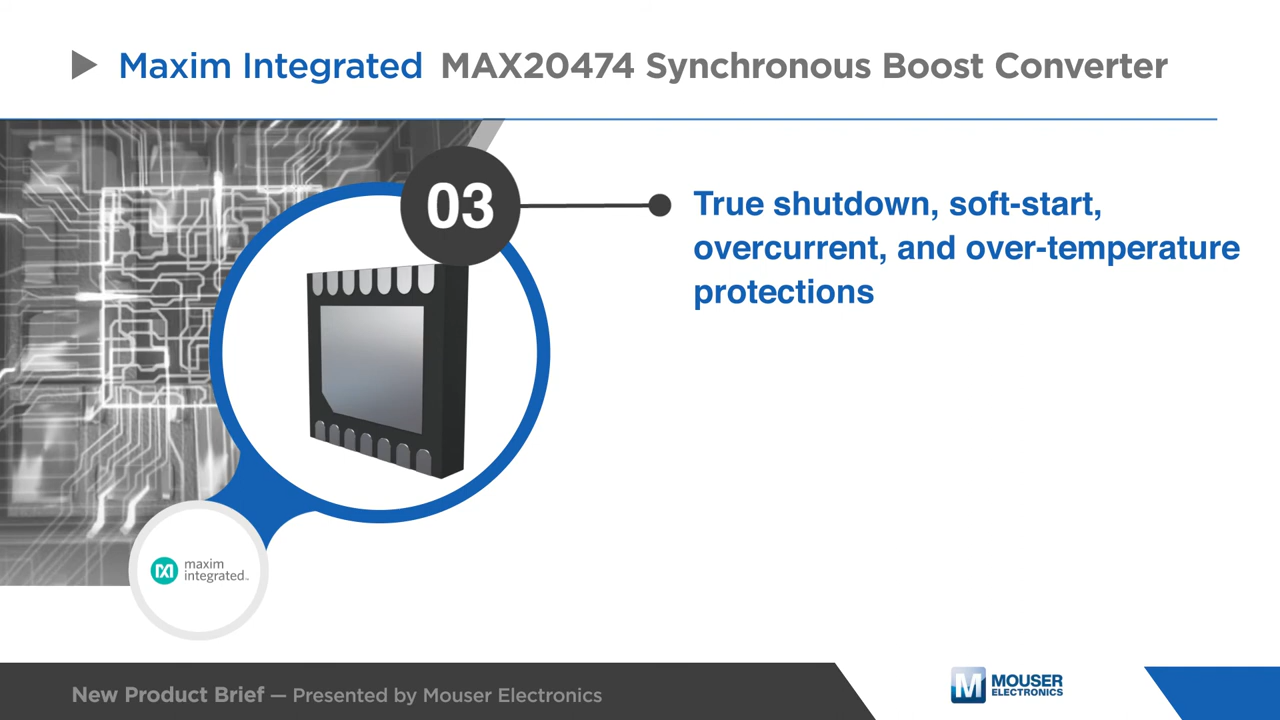 Maxim Integrated MAX20474 Synchronous Boost Converter
03
True shutdown, soft-start,
overcurrent, and over-temperature
protections
maxim
integrated™
New Product Brief — Presented by Mouser Electronics
M MOUSER
ELECTRONICS